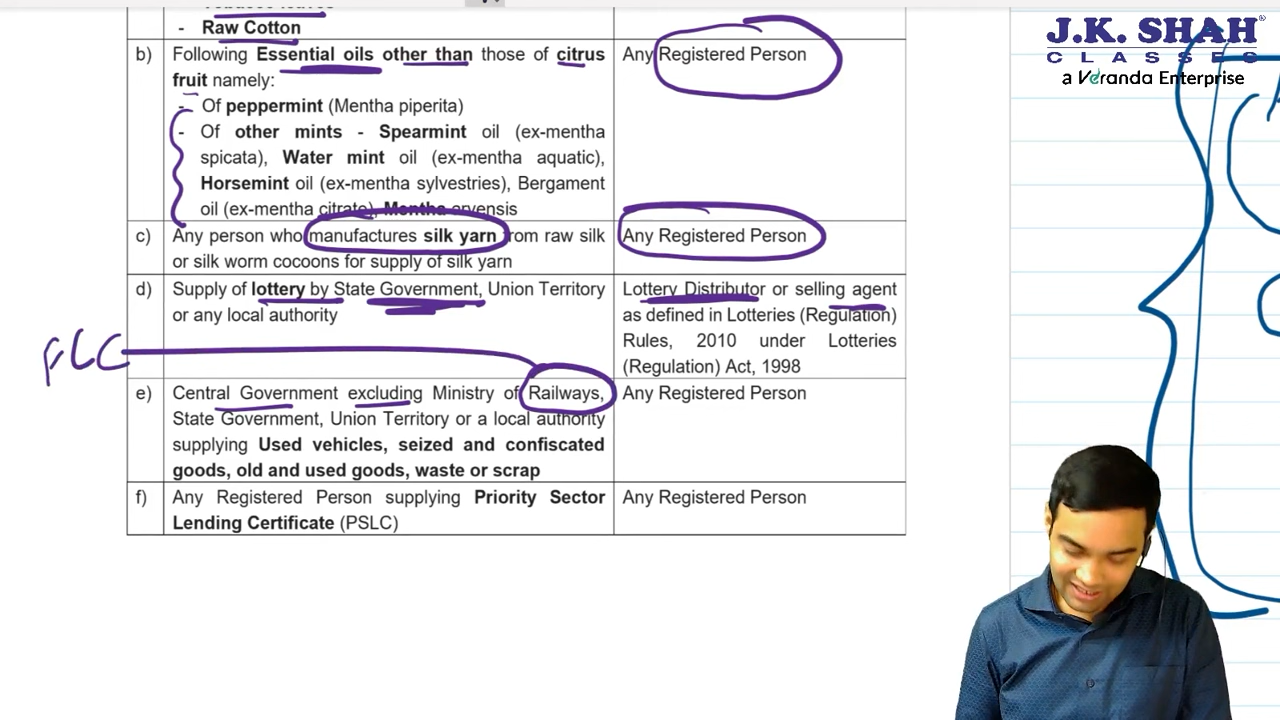 - Raw Cotton
b) Following Essential oils other than those of citrus fruit namely:
Any Registered Person
- Of peppermint (Mentha piperita)
- Of other mints - Spearmint oil (ex-mentha
spicata), Water mint oil (ex-mentha aquatic),
Horsemint oil (ex-mentha sylvestries), Bergament
oil (ex-mentha citrate), Mentha arvensis
c) Any person who manufactures silk yarn from raw silk
or silk worm cocoons for supply of silk yarn
Any Registered Person
d) Supply of lottery by State Government, Union Territory
or any local authority
Lottery Distributor or selling agent
as defined in Lotteries (Regulation)
Rules, 2010 under Lotteries
(Regulation) Act, 1998
FLC
e) Central Government excluding Ministry of Railways,
State Government, Union Territory or a local authority
supplying Used vehicles, seized and confiscated
goods, old and used goods, waste or scrap
Any Registered Person
f) Any Registered Person supplying Priority Sector
Lending Certificate (PSLC)
Any Registered Person
J.K. SHAH
CLASSES
a Veranda Enterprise